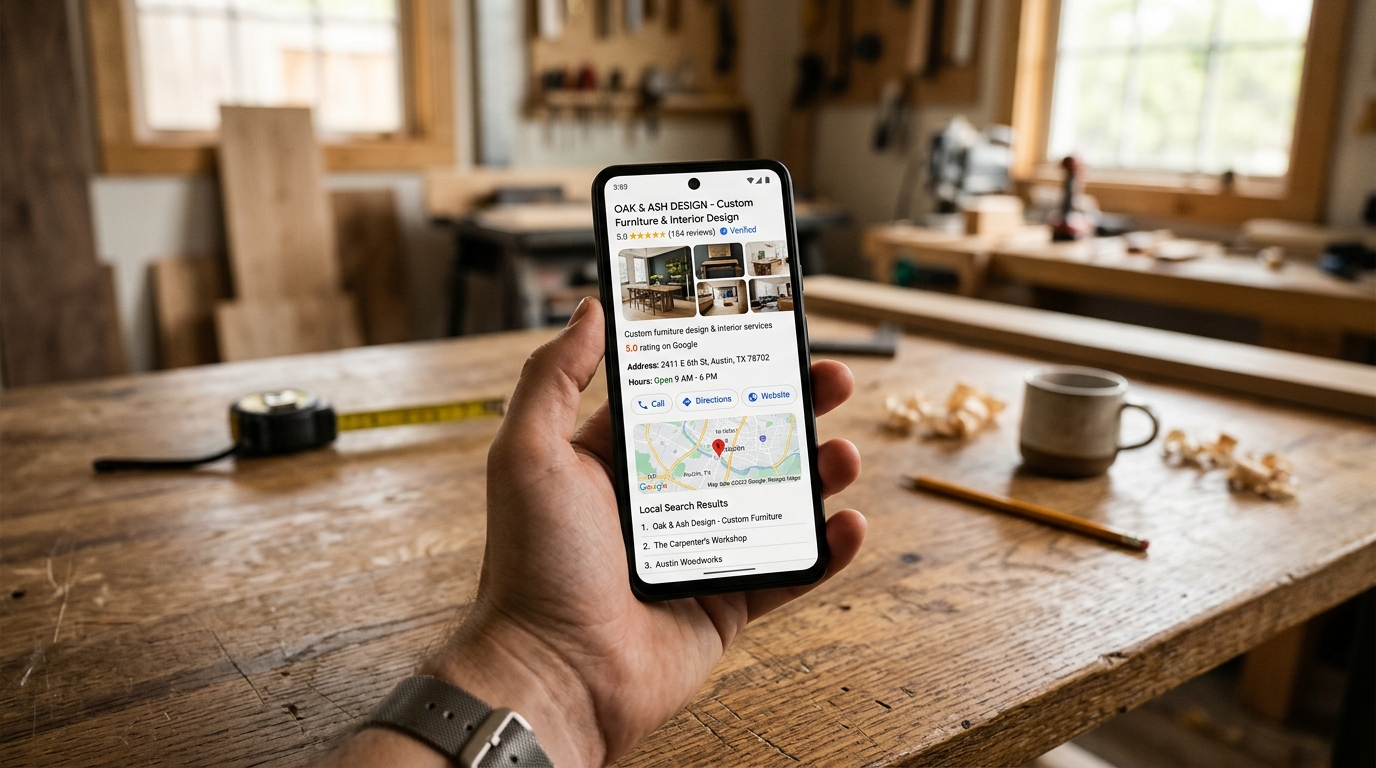 3:89
OAK & ASH DESIGN - Custom
Furniture & Interior Design
5.0 ★★★★★ (164 reviews) Verified
Custom furniture design & interior services
5.0 rating on Google
Address: 2411 E 6th St, Austin, TX 78702
Hours: Open 9 AM - 6 PM
Call
Directions
Website
Google
Local Search Results
1. Oak & Ash Design - Custom Furniture
2. The Carpenter's Workshop
3. Austin Woedworks